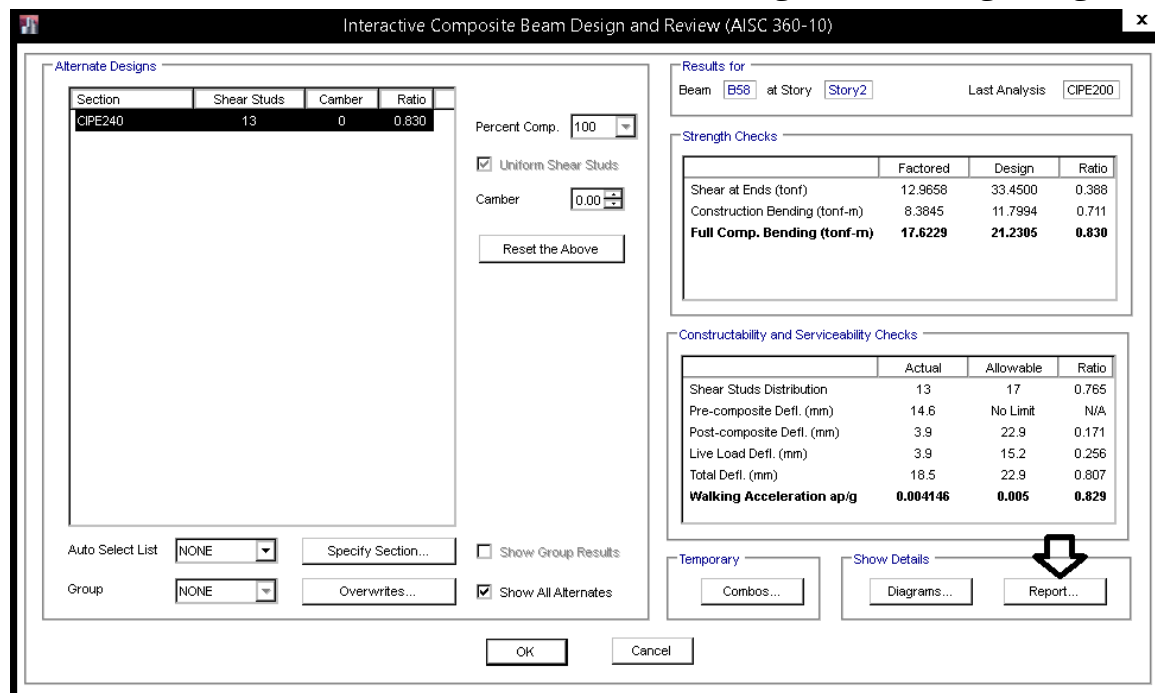 Interactive Composite Beam Design and Review (AISC 360-10)
x
Alternate Designs
Section Shear Studs Camber Ratio
CIPE240 13 0 0.830
Percent Comp. 100
Uniform Shear Studs
Camber 0.00
Reset the Above
Auto Select List NONE Specify Section... Show Group Results
Group NONE Overwrites... Show All Alternates
Results for
Beam B58 at Story Story2 Last Analysis CIPE200
Strength Checks
Factored Design Ratio
Shear at Ends (tonf) 12.9658 33.4500 0.388
Construction Bending (tonf-m) 8.3845 11.7994 0.711
Full Comp. Bending (tonf-m) 17.6229 21.2305 0.830
Constructability and Serviceability Checks
Actual Allowable Ratio
Shear Studs Distribution 13 17 0.765
Pre-composite Defl. (mm) 14.6 No Limit N/A
Post-composite Defl. (mm) 3.9 22.9 0.171
Live Load Defl. (mm) 3.9 15.2 0.256
Total Defl. (mm) 18.5 22.9 0.807
Walking Acceleration ap/g 0.004146 0.005 0.829
Temporary
Combos...
Show Details
Diagrams... Report...
OK Cancel